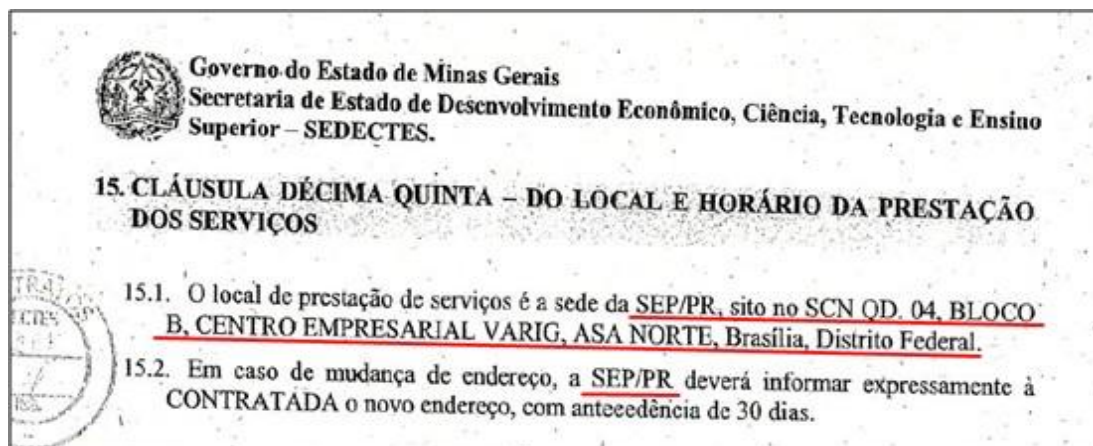 Governo do Estado de Minas Gerais
Secretaria de Estado de Desenvolvimento Econômico, Ciência, Tecnologia e Ensino
Superior – SEDECTES.
15. CLÁUSULA DÉCIMA QUINTA – DO LOCAL E HORÁRIO DA PRESTAÇÃO
DOS SERVIÇOS
15.1. O local de prestação de serviços é a sede da SEP/PR, sito no SCN QD. 04, BLOCO
B, CENTRO EMPRESARIAL VARIG, ASA NORTE, Brasília, Distrito Federal.
15.2. Em caso de mudança de endereço, a SEP/PR deverá informar expressamente à
CONTRATADA o novo endereço, com antecedência de 30 dias.